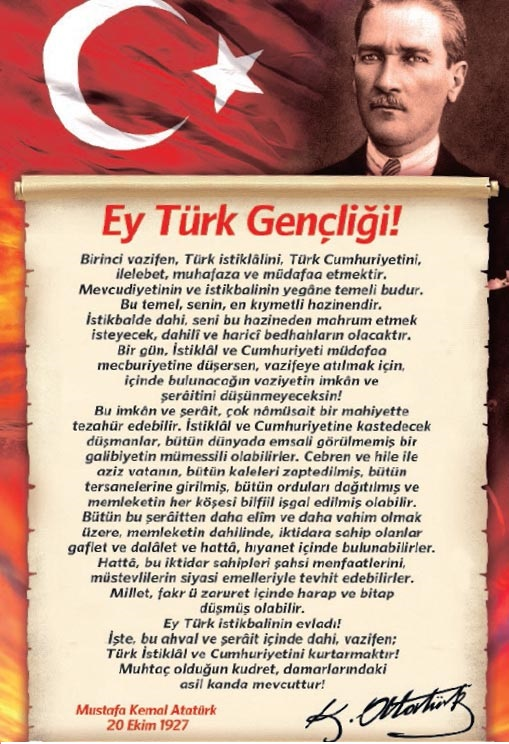 Ey Türk Gençliği!
Birinci vazifen, Türk istiklâlini, Türk Cumhuriyetini,
ilelebet, muhafaza ve müdafaa etmektir.
Mevcudiyetinin ve istikbalinin yegâne temeli budur.
Bu temel, senin, en kıymetli hazinendir.
İstikbalde dahi, seni bu hazineden mahrum etmek
isteyecek, dahilî ve haricî bedhahların olacaktır.
Bir gün, İstiklâl ve Cumhuriyeti müdafaa
mecburiyetine düşersen, vazifeye atılmak için,
içinde bulunacağın vaziyetin imkân ve
şerâitini düşünmeyeceksin!
Bu imkân ve şerâit, çok nâmüsait bir mahiyette
tezahür edebilir. İstiklâl ve Cumhuriyetine kastedecek
düşmanlar, bütün dünyada emsali görülmemiş bir
galibiyetin mümessili olabilirler. Cebren ve hile ile
aziz vatanın, bütün kaleleri zaptedilmiş, bütün
tersanelerine girilmiş, bütün orduları dağıtılmış ve
memleketin her köşesi bilfiil işgal edilmiş olabilir.
Bütün bu şerâitten daha elîm ve daha vahim olmak
üzere, memleketin dahilinde, iktidara sahip olanlar
gaflet ve dalâlet ve hattâ, hıyanet içinde bulunabilirler.
Hattâ, bu iktidar sahipleri şahsi menfaatlerini,
müstevlilerin siyasi emelleriyle tevhit edebilirler.
Millet, fakr ü zaruret içinde harap ve bitap
düşmüş olabilir.
Ey Türk istikbalinin evladı!
İşte, bu ahval ve şerâit içinde dahi, vazifen;
Türk İstiklâl ve Cumhuriyetini kurtarmaktır!
Muhtaç olduğun kudret, damarlarındaki
asil kanda mevcuttur!
Mustafa Kemal Atatürk
20 Ekim 1927
K. Atatürk